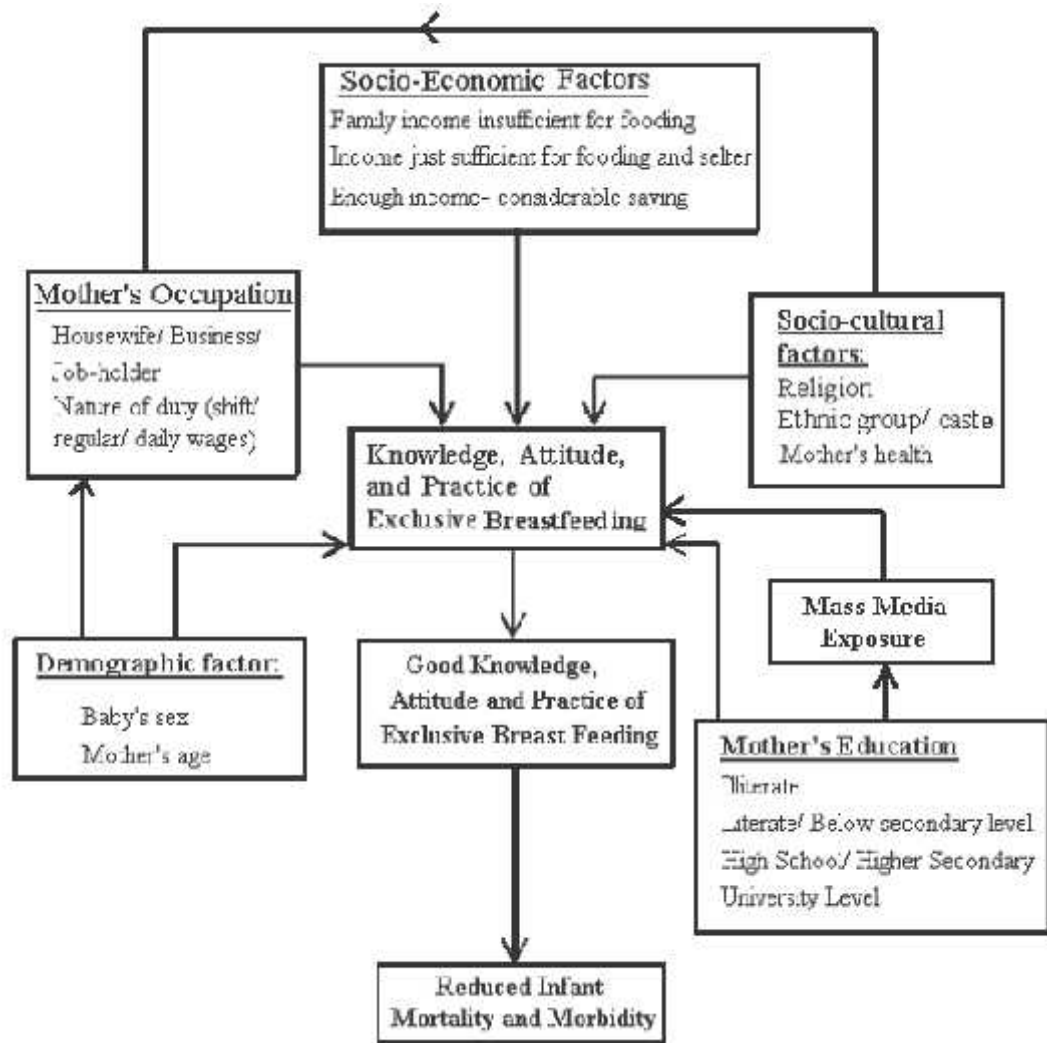 Socio-Economic Factors
Family income insufficient for fooding
Income just sufficient for fooding and selter
Enough income- considerable saving
Mother's Occupation
Housewife/ Business/
Job-holder
Nature of duty (shift/
regular/ daily wages)
Socio-cultural
factors:
Religion
Ethnic group/ caste
Mother's health
Knowledge, Attitude,
and Practice of
Exclusive Breastfeeding
Mass Media
Exposure
Demographic factor:
Baby's sex
Mother's age
Good Knowledge,
Attitude and Practice of
Exclusive Breast Feeding
Mother's Education
Illiterate
Literate/ Below secondary level
High School/ Higher Secondary
University Level
Reduced Infant
Mortality and Morbidity